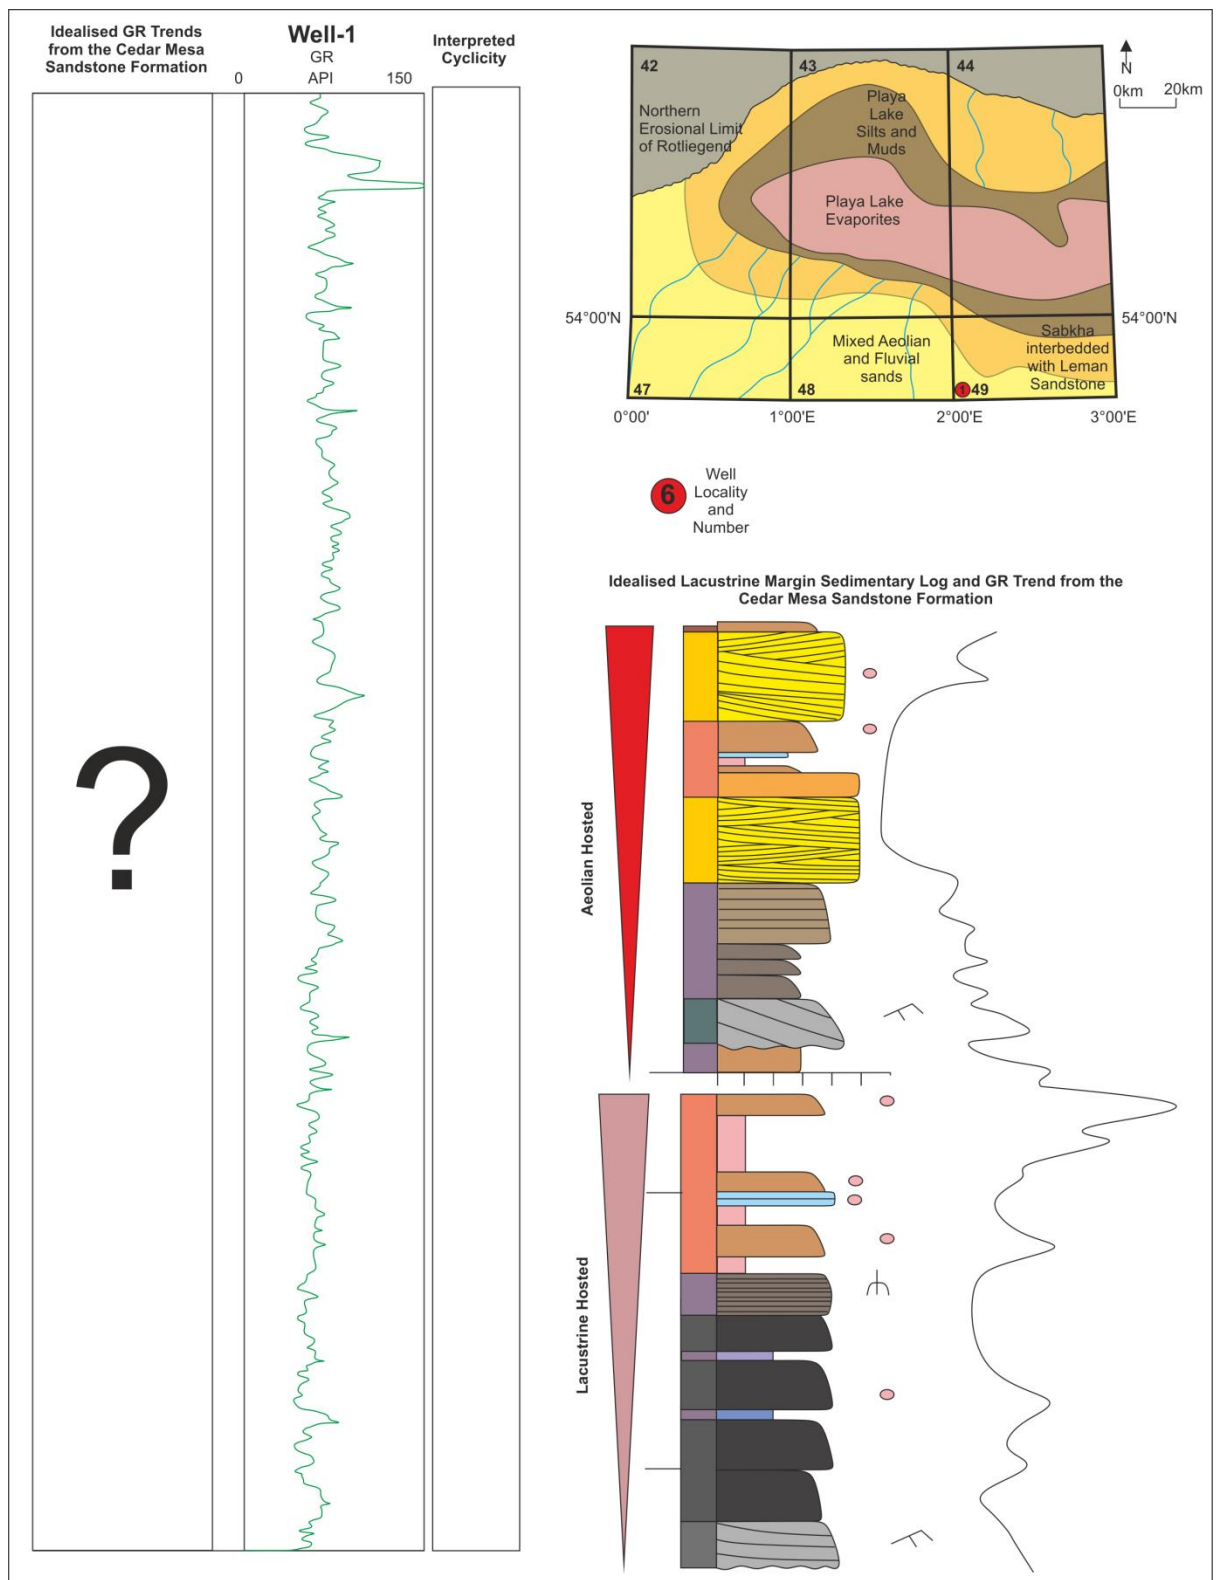 Idealised GR Trends
from the Cedar Mesa
Sandstone Formation
Well-1
GR
0 API 150
Interpreted
Cyclicity
?
42 43 44
N
0km 20km
Northern
Erosional Limit
of Rotliegend
Playa
Lake
Silts and
Muds
Playa Lake
Evaporites
54°00'N 54°00'N
Mixed Aeolian
and Fluvial
sands
Sabkha
interbedded
with Leman
Sandstone
47 48 1 49
0°00' 1°00'E 2°00'E 3°00'E
6
Well
Locality
and
Number
Idealised Lacustrine Margin Sedimentary Log and GR Trend from the
Cedar Mesa Sandstone Formation
Aeolian Hosted
Lacustrine Hosted